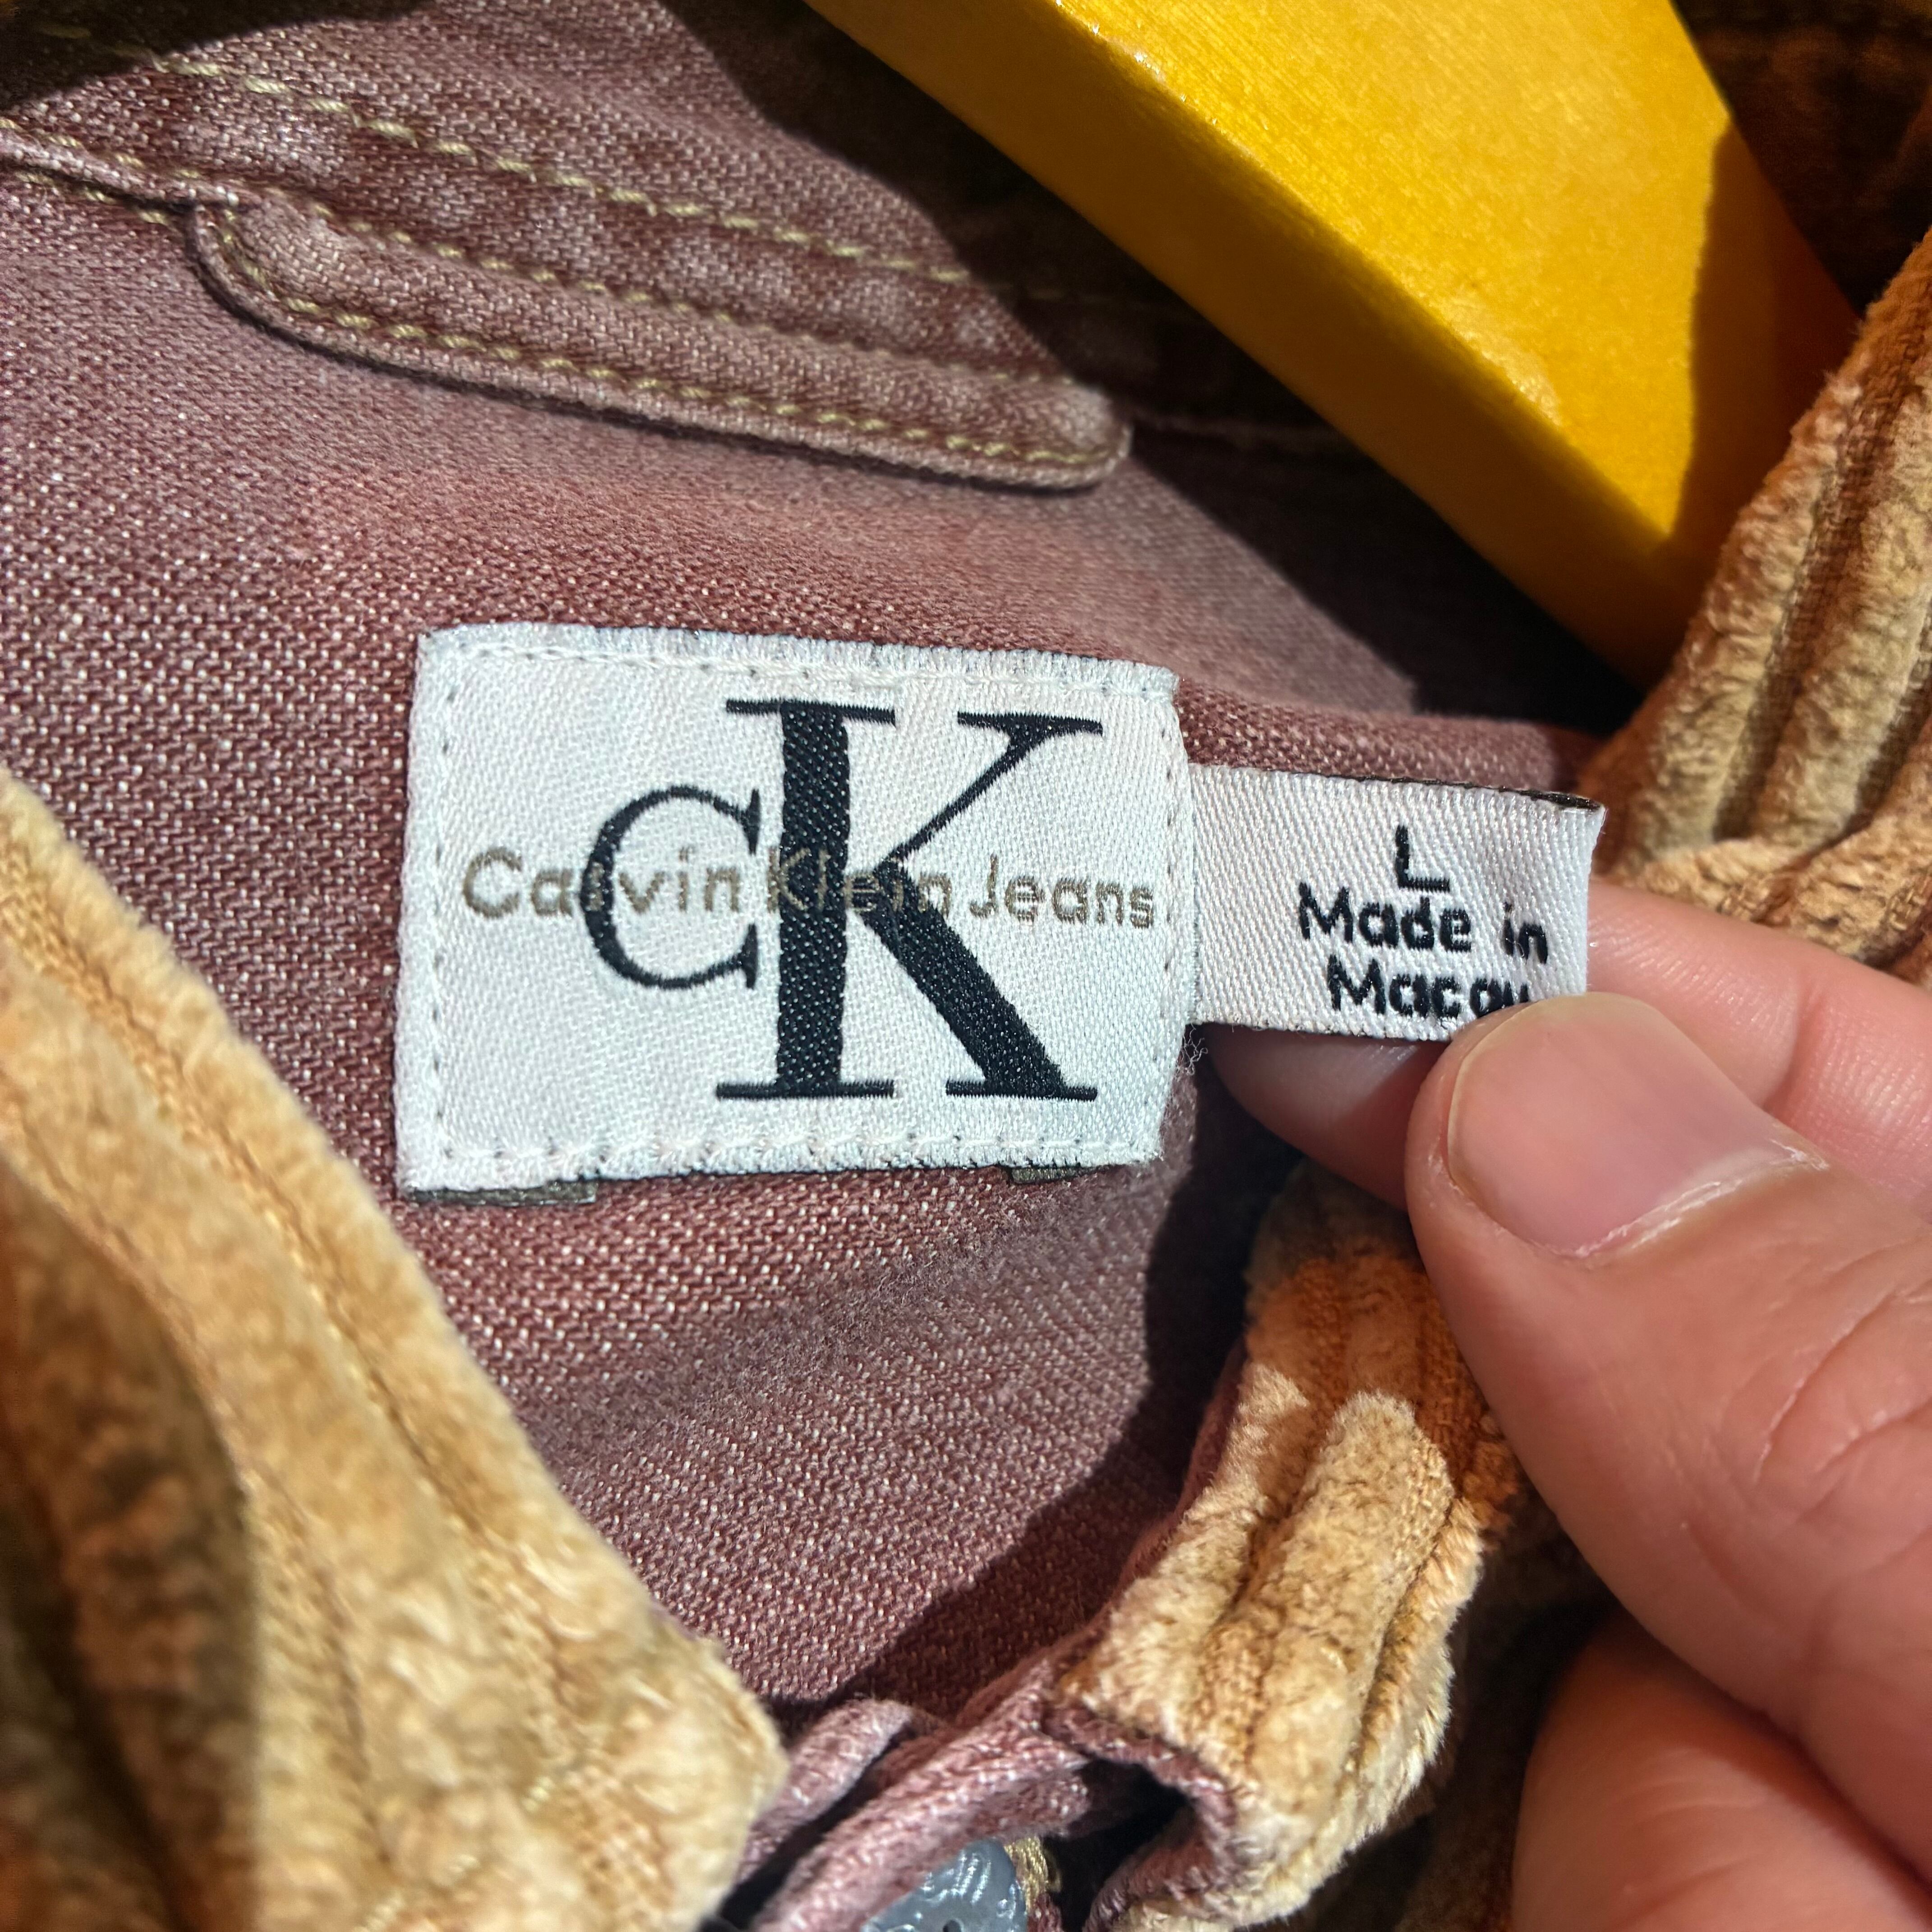 CK
Calvin Klein Jeans
L
Made in
Macau